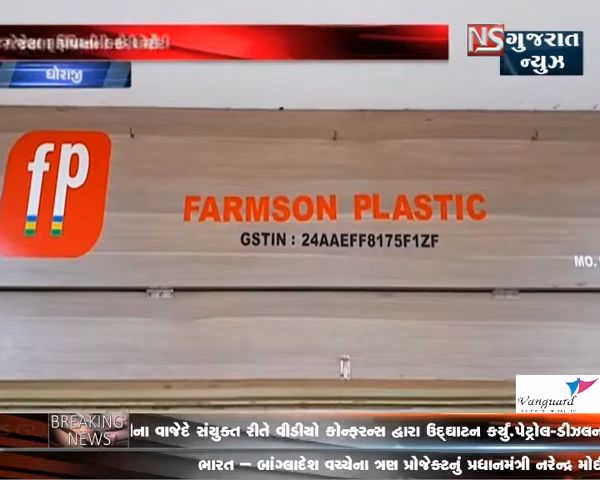 NS ગુજરાત
ન્યુઝ
ધોરાજી
fp
FARMSON PLASTIC
GSTIN : 24AAEFF8175F1ZF
MO.
Vanguard
BREAKING NEWS
ના વાજેદે સંયુક્ત રીતે વીડીયો કોન્ફરન્સ દ્વારા ઉદ્ઘાટન કર્યુ.પેટ્રોલ-ડીઝલન
ભારત – બાંગ્લાદેશ વચ્ચેના ત્રણ પ્રોજેક્ટનું પ્રધાનમંત્રી નરેન્દ્ર મોદી